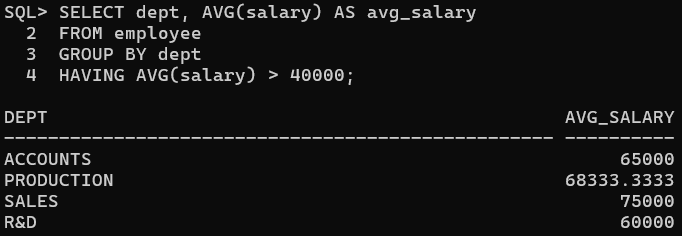 SQL> SELECT dept, AVG(salary) AS avg_salary
  2  FROM employee
  3  GROUP BY dept
  4  HAVING AVG(salary) > 40000;

DEPT                                               AVG_SALARY
-------------------------------------------------- ----------
ACCOUNTS                                                65000
PRODUCTION                                         68333.3333
SALES                                                   75000
R&D                                                     60000